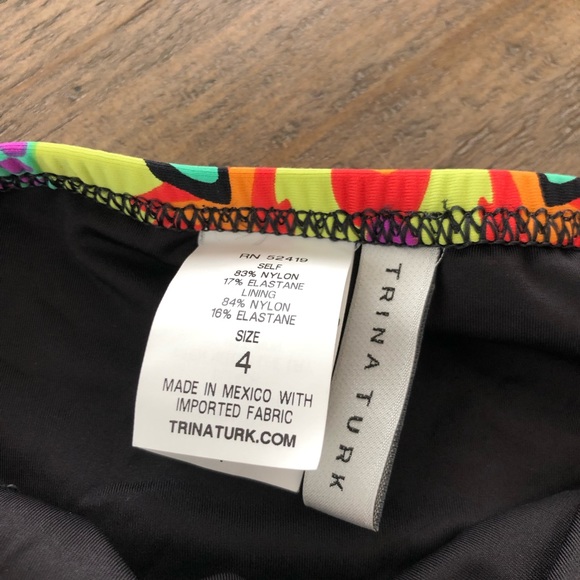 RN 52419
SELF
83% NYLON
17% ELASTANE
LINING
84% NYLON
16% ELASTANE
SIZE
4
MADE IN MEXICO WITH
IMPORTED FABRIC
TRINATURK.COM
TRINA TURK